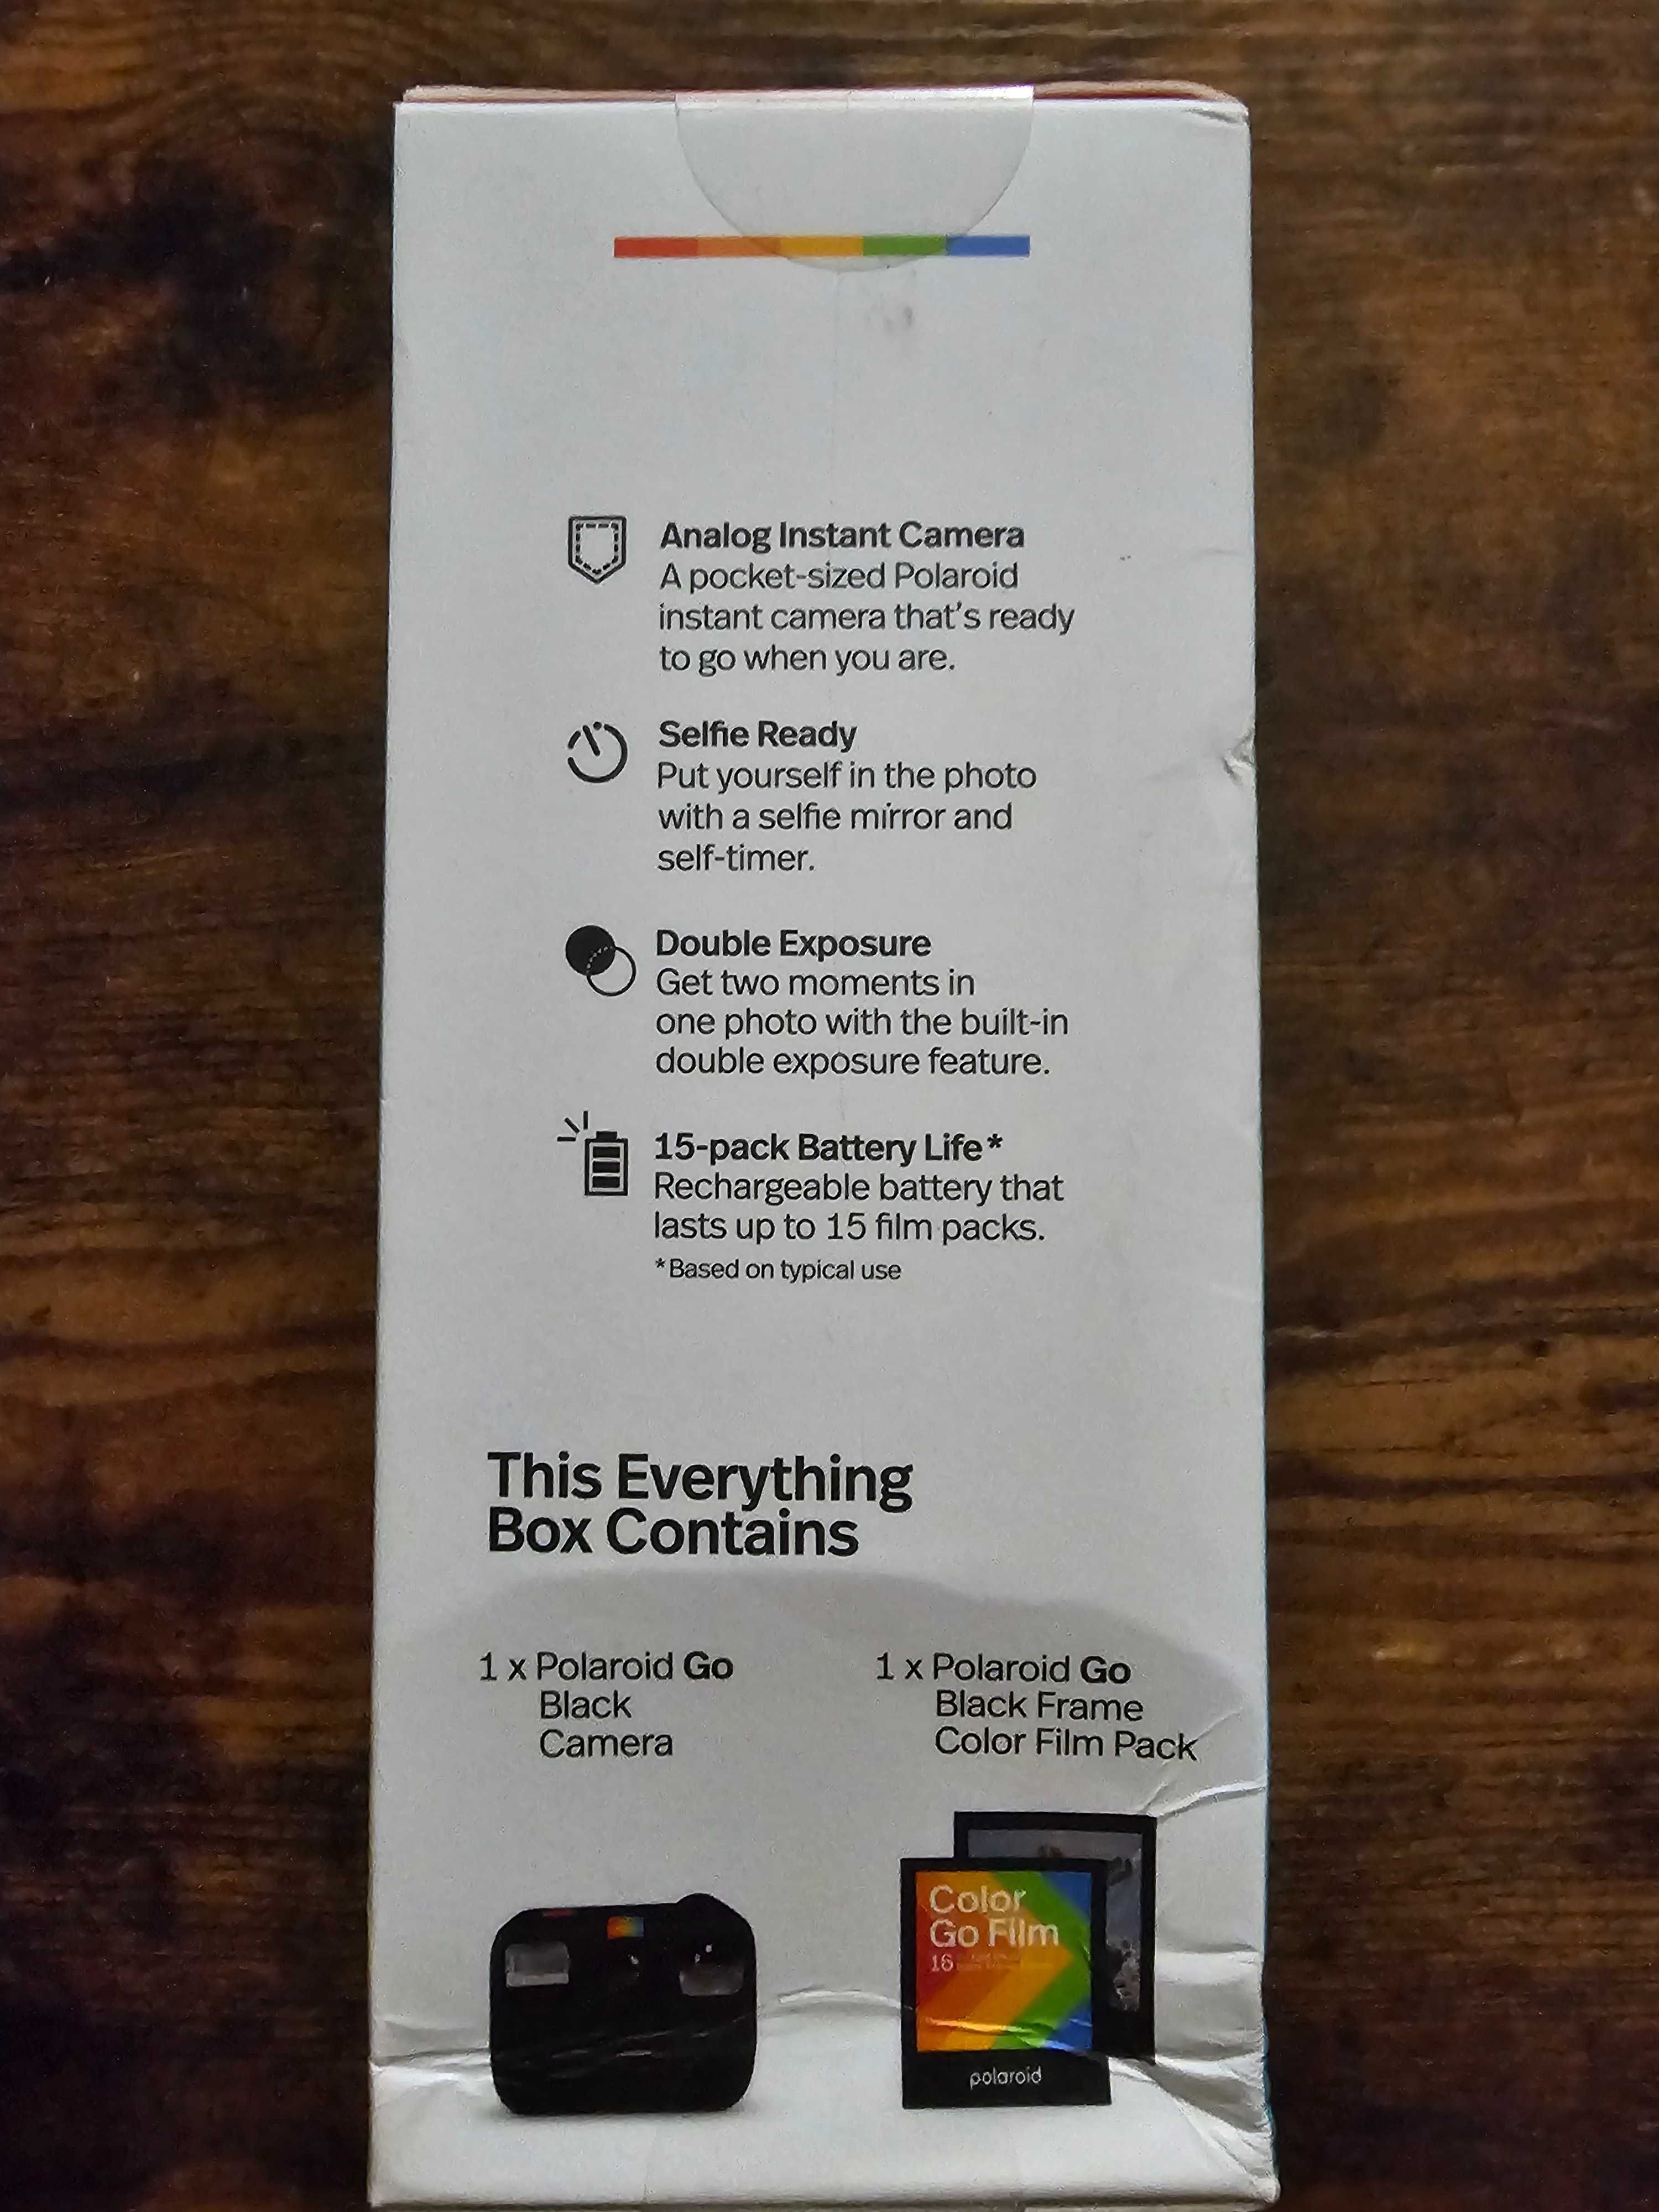 Analog Instant Camera
A pocket-sized Polaroid
instant camera that's ready
to go when you are.
Selfie Ready
Put yourself in the photo
with a selfie mirror and
self-timer.
Double Exposure
Get two moments in
one photo with the built-in
double exposure feature.
15-pack Battery Life*
Rechargeable battery that
lasts up to 15 film packs.
*Based on typical use
This Everything
Box Contains
1 x Polaroid Go
Black
Camera
1 x Polaroid Go
Black Frame
Color Film Pack
Color
Go Film
16
polaroid